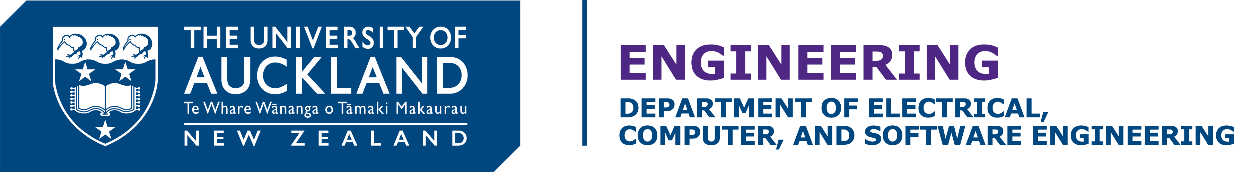 THE UNIVERSITY OF
AUCKLAND
Te Whare Wānanga o Tāmaki Makaurau
NEW ZEALAND
ENGINEERING
DEPARTMENT OF ELECTRICAL,
COMPUTER, AND SOFTWARE ENGINEERING